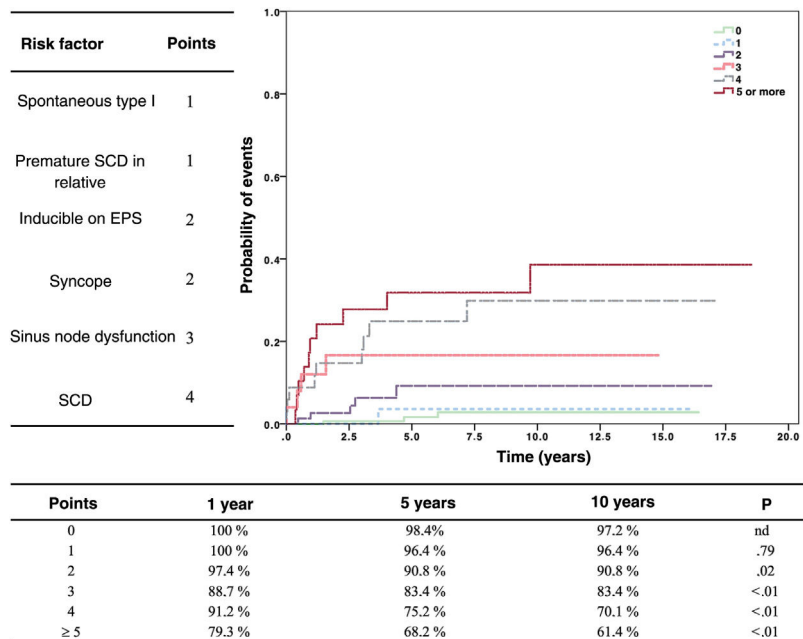 Risk factor Points
Spontaneous type I 1
Premature SCD in
relative 1
Inducible on EPS 2
Syncope 2
Sinus node dysfunction 3
SCD 4
Probability of events
1.0
0.8
0.6
0.4
0.2
0.0
0
1
2
3
4
5 or more
.0 2.5 5.0 7.5 10.0 12.5 15.0 17.5 20.0
Time (years)
Points 1 year 5 years 10 years P
0 100 % 98.4% 97.2 % nd
1 100 % 96.4% 96.4 % .79
2 97.4 % 90.8 % 90.8 % .02
3 88.7 % 83.4 % 83.4 % <.01
4 91.2 % 75.2 % 70.1 % <.01
≥ 5 79.3 % 68.2 % 61.4 % <.01